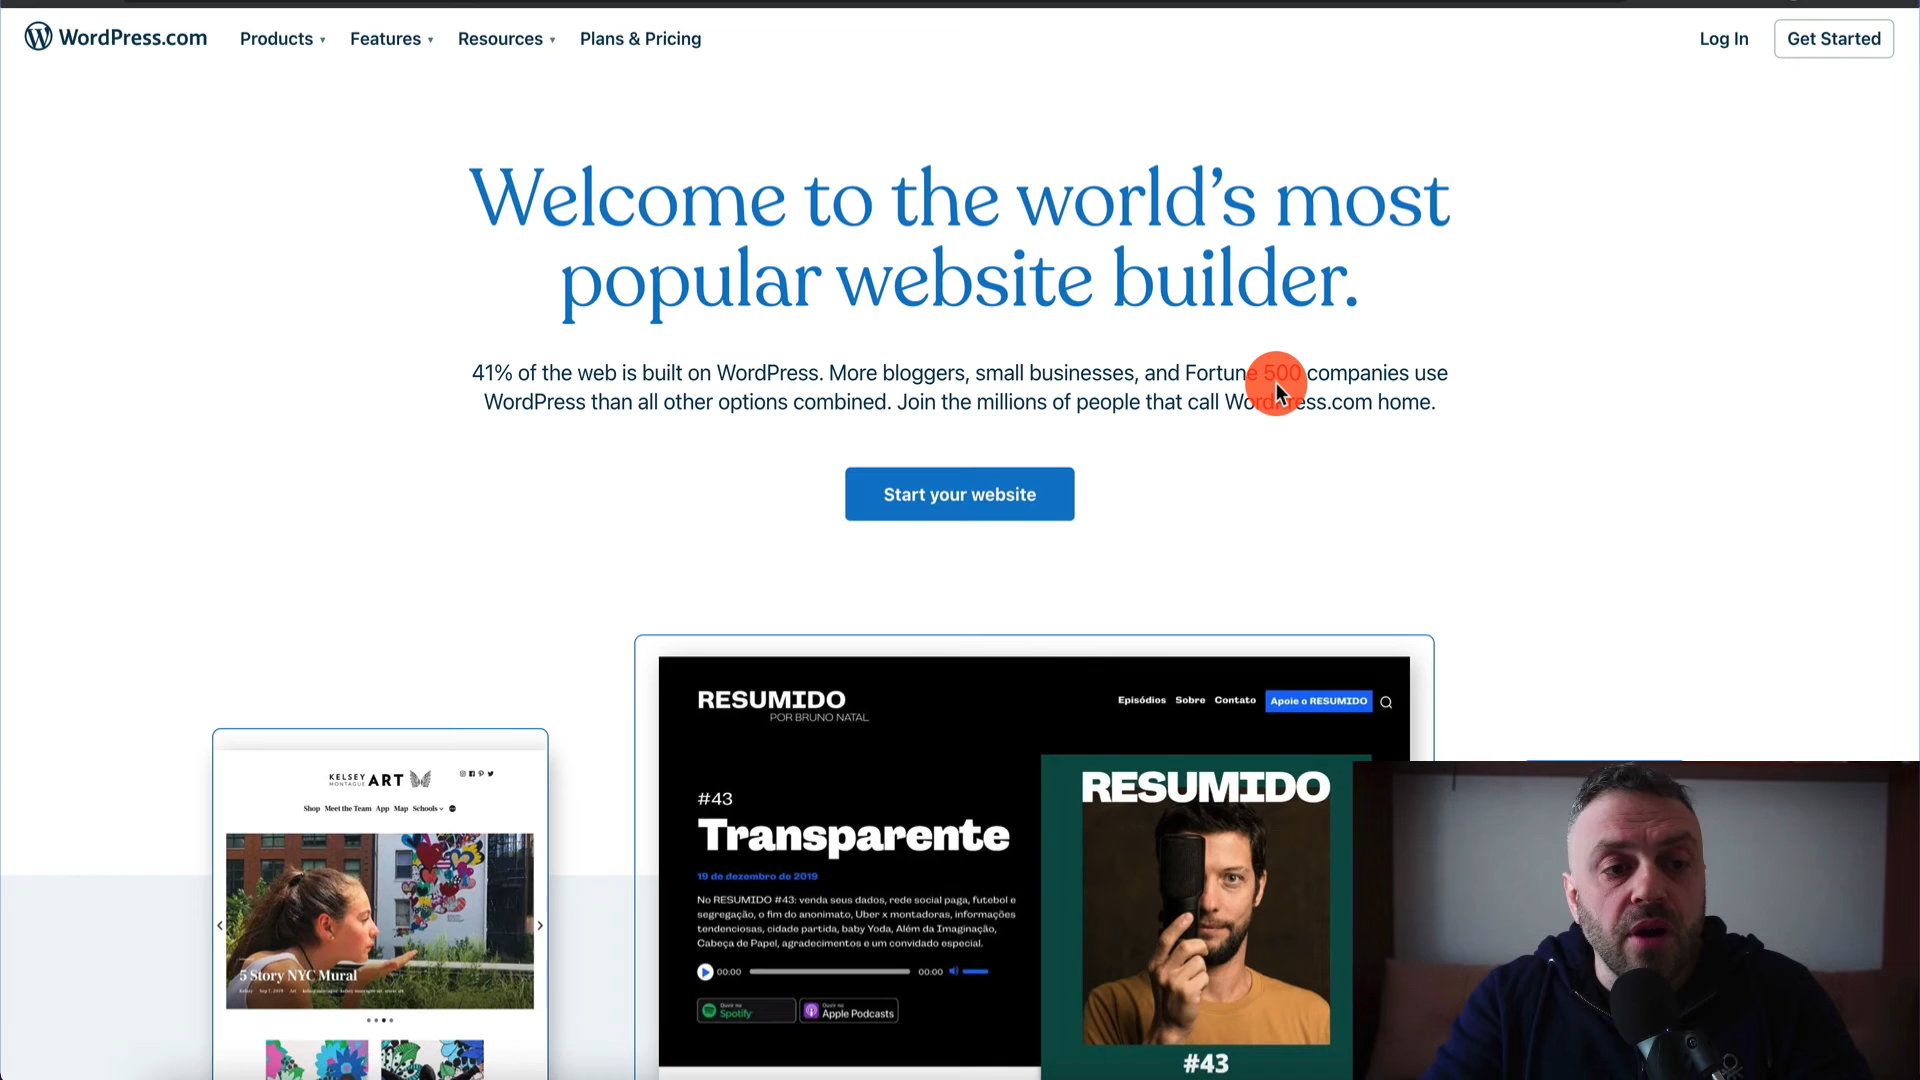 WordPress.com
Products ▾
Features ▾
Resources ▾
Plans & Pricing
Log In
Get Started
Welcome to the world’s most
popular website builder.
41% of the web is built on WordPress. More bloggers, small businesses, and Fortune 500 companies use
WordPress than all other options combined. Join the millions of people that call WordPress.com home.
Start your website
RESUMIDO
POR BRUNO NATAL
Episódios
Sobre
Contato
Apoie o RESUMIDO
#43
Transparente
19 de dezembro de 2019
No RESUMIDO #43: venda seus dados, rede social paga, futebol e
segregação, o fim do anonimato, Uber x montadoras, informações
tendenciosas, cidade partida, baby Yoda, Além da Imaginação,
Cabeça de Papel, agradecimentos e um convidado especial.
00:00
00:00
Ouvir no
Spotify
Ouvir no
Apple Podcasts
RESUMIDO
#43
KELSEY
MONTAGUE
ART
Shop
Meet the Team
App
Map
Schools
5 Story NYC Mural